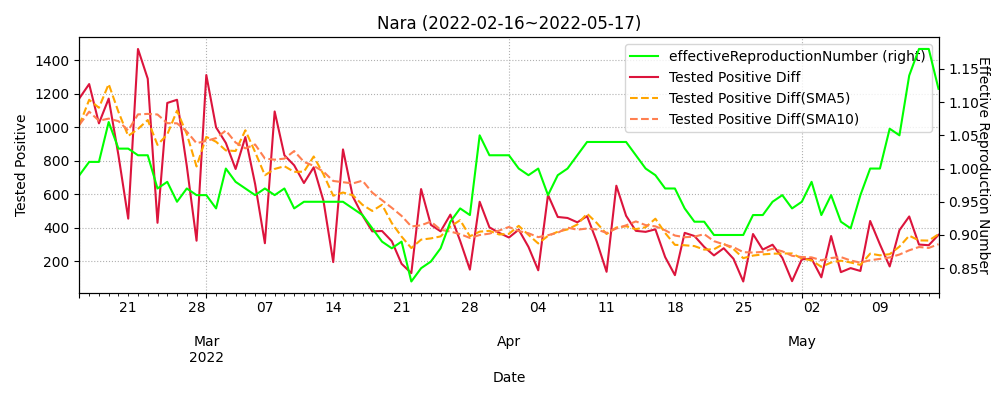 Nara (2022-02-16~2022-05-17)
effectiveReproductionNumber (right)
Tested Positive Diff
Tested Positive Diff(SMA5)
Tested Positive Diff(SMA10)
Tested Positive
1400
1200
1000
800
600
400
200
1.15
1.10
1.05
1.00
0.95
0.90
0.85
Effective Reproduction Number
21 28 07 14 21 28 04 11 18 25 02 09
Mar Apr May
2022
Date